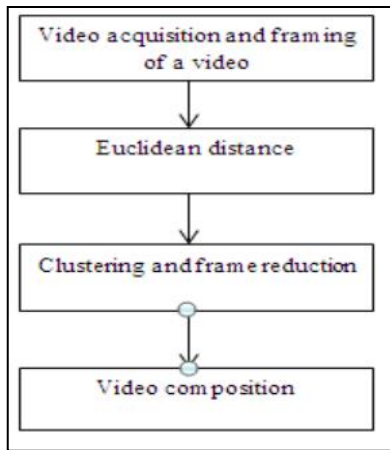 Video acquisition and framing
of a video
Euclidean distance
Clustering and frame reduction
Video composition